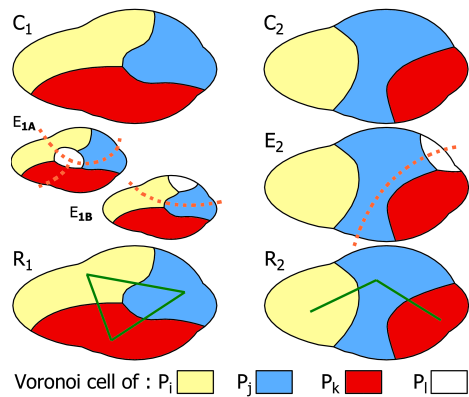 C1
C2
E1A
E2
E1B
R1
R2
Voronoi cell of : Pi Pj Pk Pl